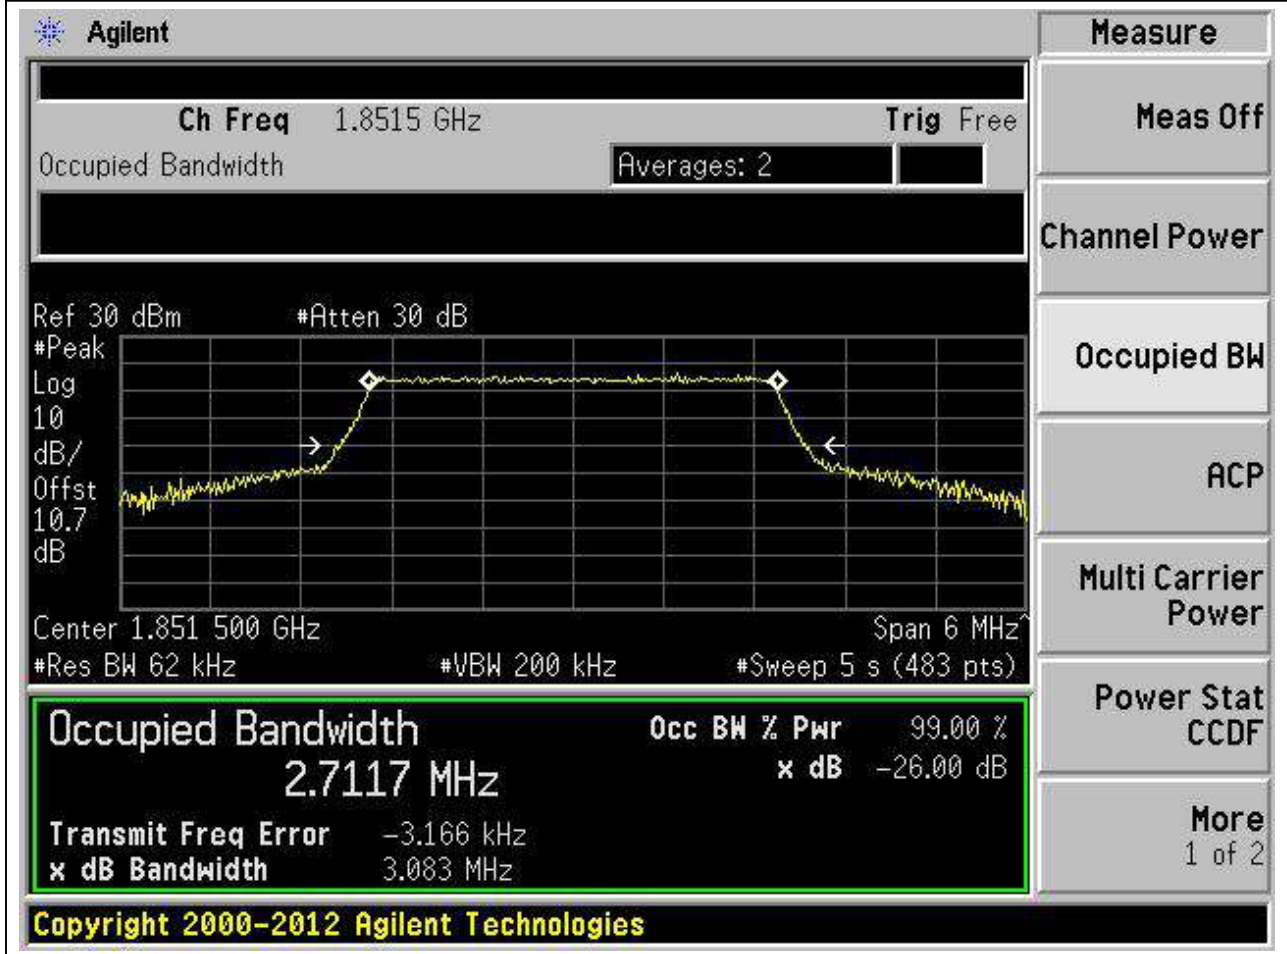 Agilent
Measure
Ch Freq 1.8515 GHz Trig Free
Occupied Bandwidth Averages: 2
Ref 30 dBm #Atten 30 dB
#Peak
Log
10
dB/
Offst
10.7
dB
Center 1.851 500 GHz Span 6 MHz^
#Res BW 62 kHz #VBW 200 kHz #Sweep 5 s (483 pts)
Occupied Bandwidth Occ BW % Pwr 99.00 %
2.7117 MHz x dB -26.00 dB
Transmit Freq Error -3.166 kHz
x dB Bandwidth 3.083 MHz
Copyright 2000-2012 Agilent Technologies
Meas Off
Channel Power
Occupied BW
ACP
Multi Carrier
Power
Power Stat
CCDF
More
1 of 2